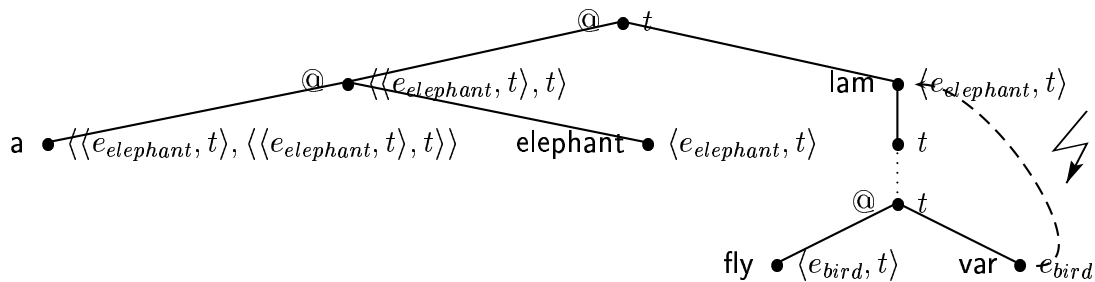 @ t
@ ⟨⟨e_elephant, t⟩, t⟩ lam ⟨e_elephant, t⟩
a ⟨⟨e_elephant, t⟩, ⟨⟨e_elephant, t⟩, t⟩⟩ elephant ⟨e_elephant, t⟩ t
@ t
fly ⟨e_bird, t⟩ var e_bird